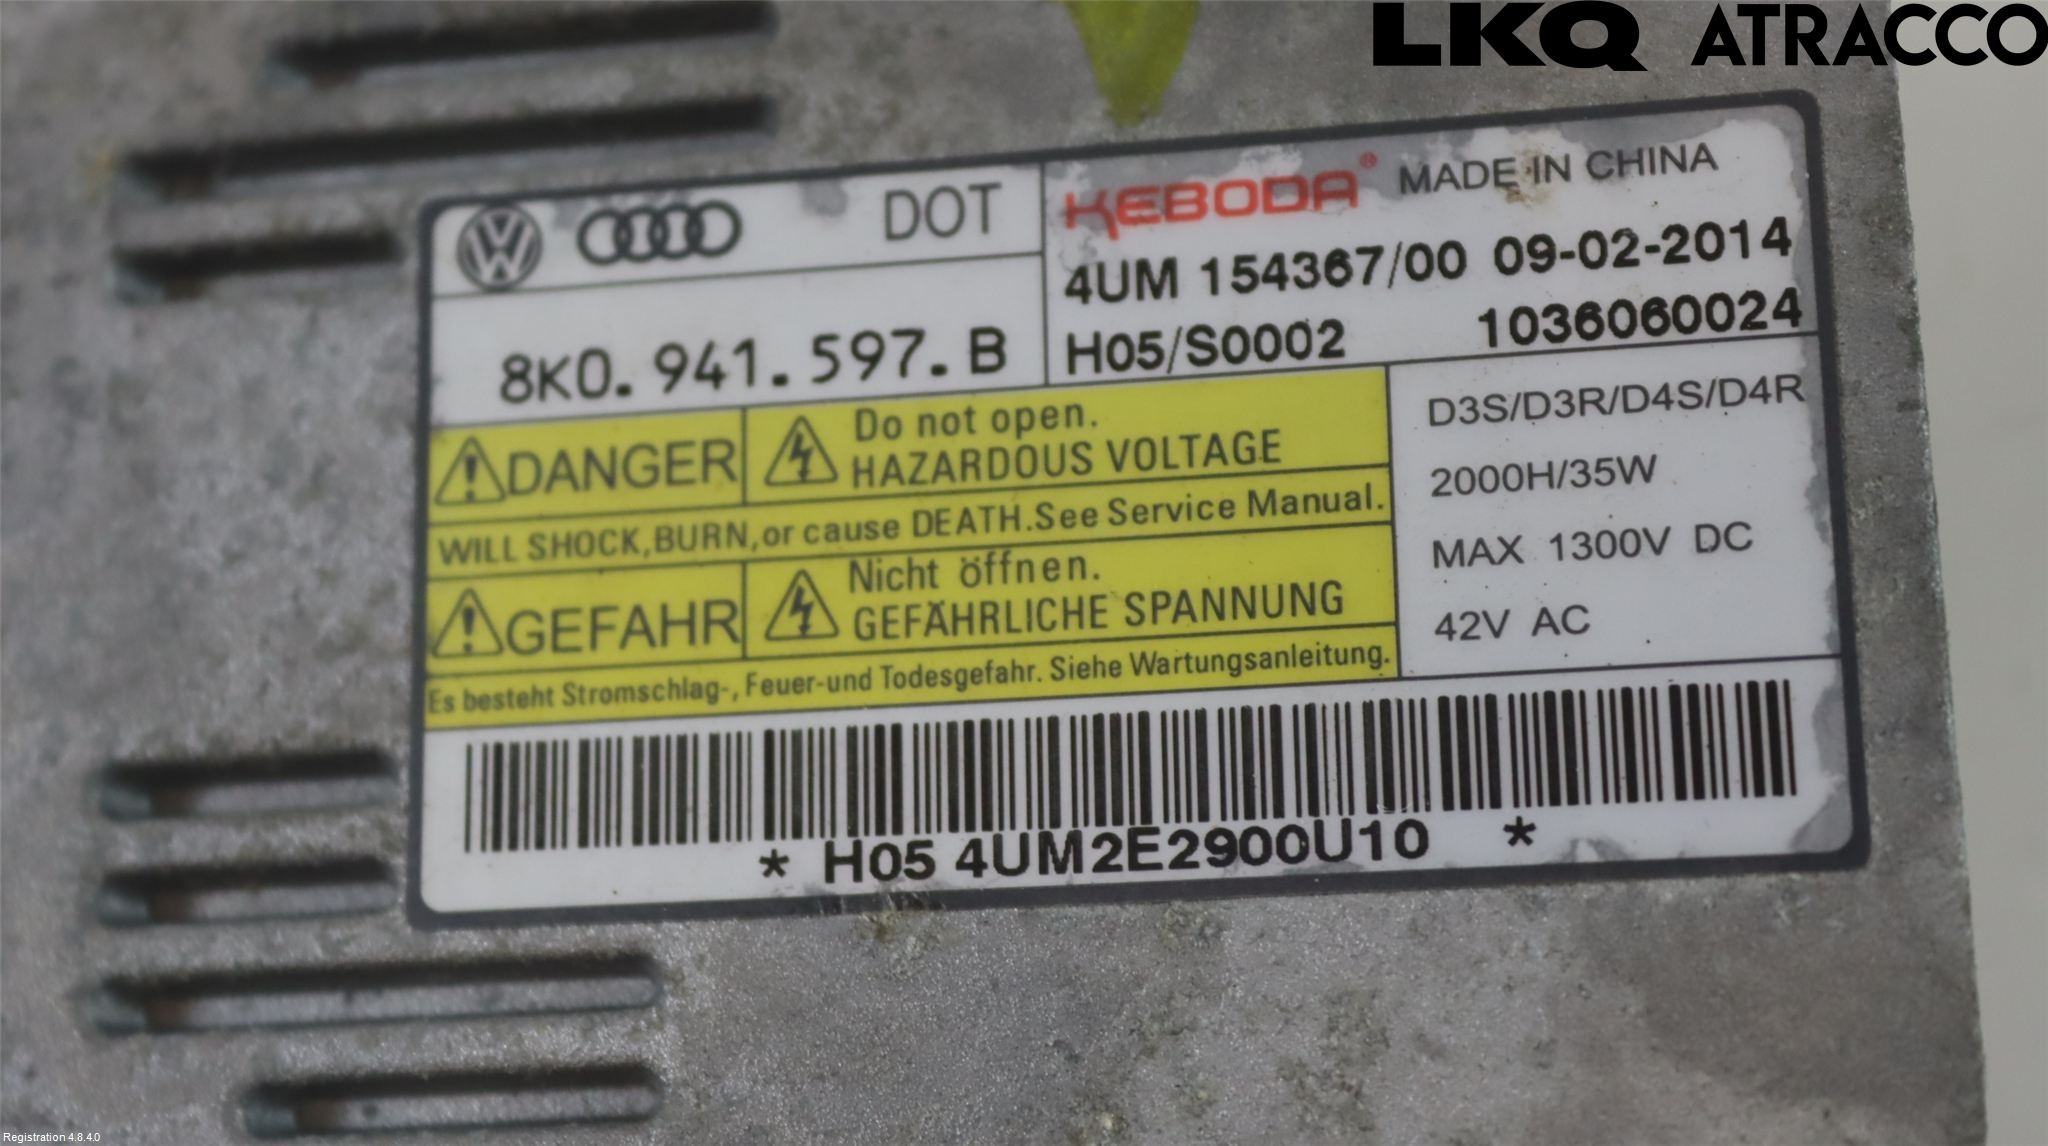 LKQ ATRACCO
DOT
KEBODA® MADE IN CHINA
4UM 154367/00 09-02-2014
H05/S0002 1036060024
8K0.941.597.B
DANGER
Do not open.
HAZARDOUS VOLTAGE
WILL SHOCK,BURN,or cause DEATH.See Service Manual.
GEFAHR
Nicht öffnen.
GEFÄHRLICHE SPANNUNG
Es besteht Stromschlag-, Feuer-und Todesgefahr. Siehe Wartungsanleitung.
D3S/D3R/D4S/D4R
2000H/35W
MAX 1300V DC
42V AC
* H05 4UM2E2900U10 *
Registration 4.8.4.0